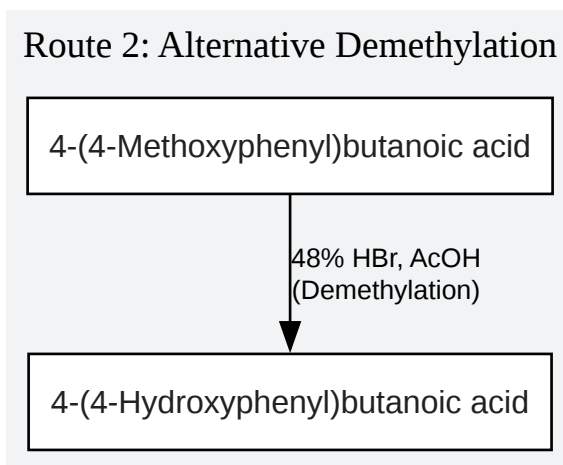 Route 2: Alternative Demethylation
4-(4-Methoxyphenyl)butanoic acid
48% HBr, AcOH
(Demethylation)
4-(4-Hydroxyphenyl)butanoic acid